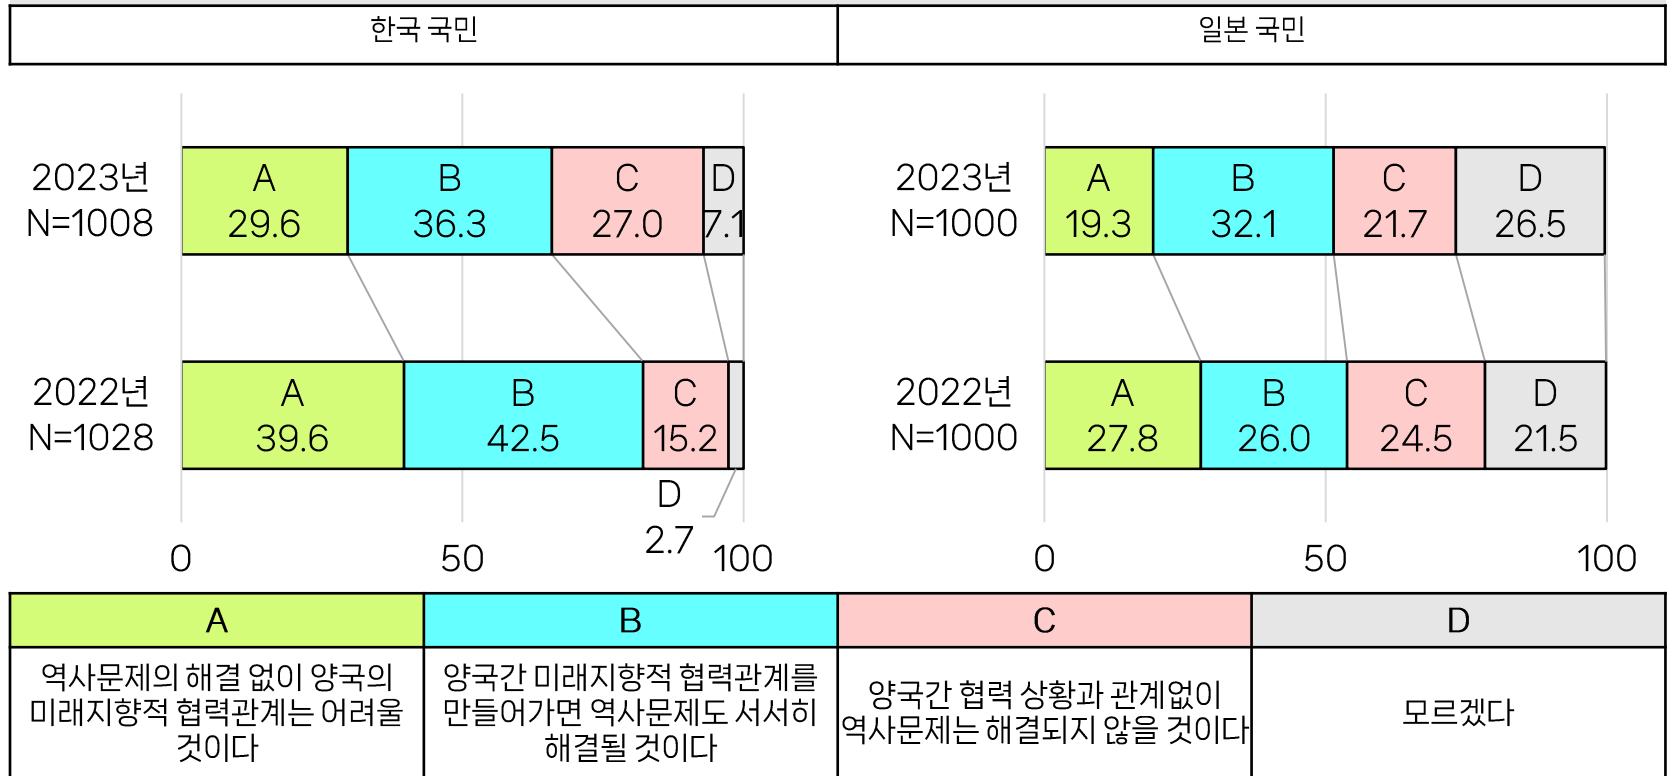 한국 국민
일본 국민
2023년
N=1008
A
29.6
B
36.3
C
27.0
D
7.1
2022년
N=1028
A
39.6
B
42.5
C
15.2
D
2.7
0
50
100
2023년
N=1000
A
19.3
B
32.1
C
21.7
D
26.5
2022년
N=1000
A
27.8
B
26.0
C
24.5
D
21.5
0
50
100
A
역사문제의 해결 없이 양국의
미래지향적 협력관계는 어려울
것이다
B
양국간 미래지향적 협력관계를
만들어가면 역사문제도 서서히
해결될 것이다
C
양국간 협력 상황과 관계없이
역사문제는 해결되지 않을 것이다
D
모르겠다